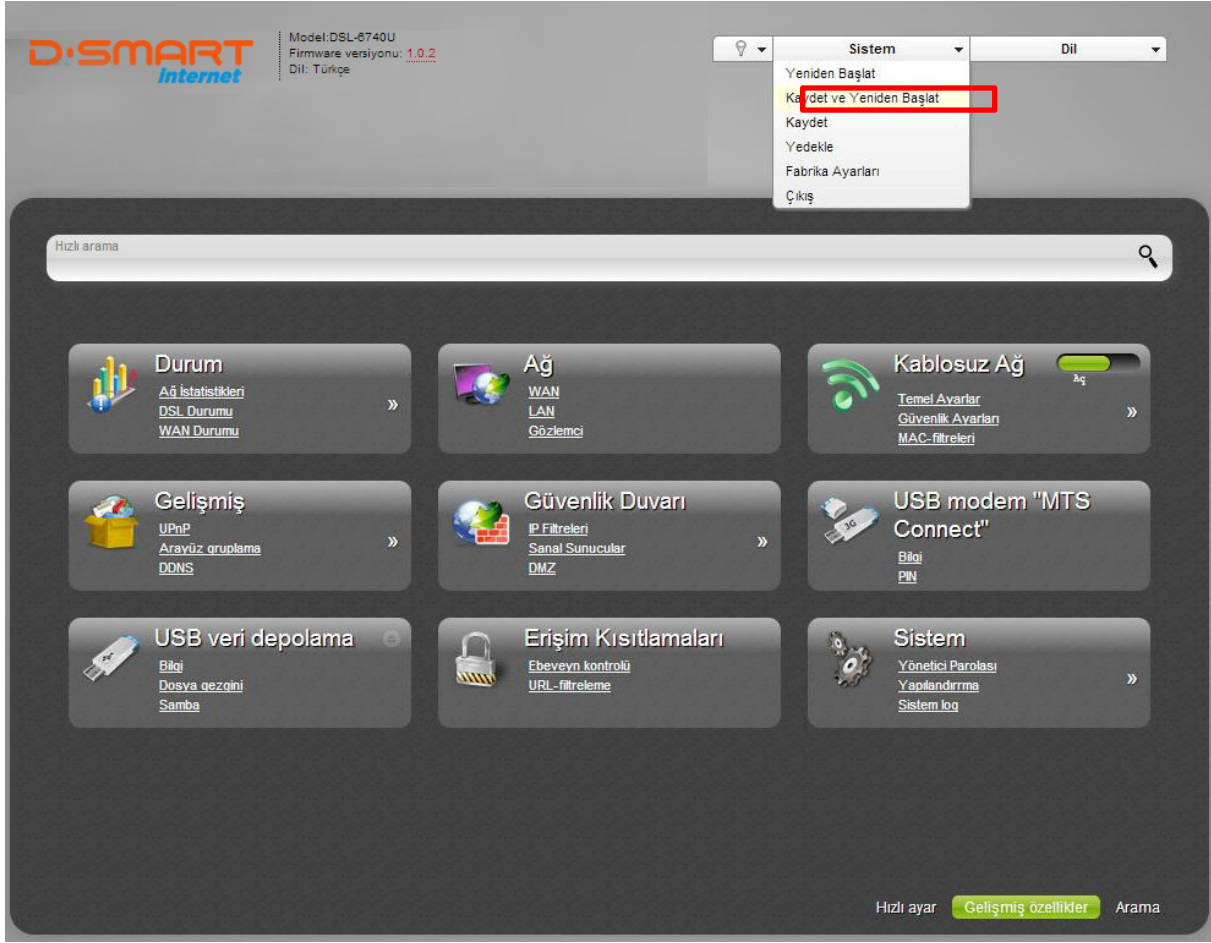 D·SMART
internet
Model:DSL-6740U
Firmware versiyonu: 1.0.2
Dil: Türkçe
Sistem
Dil
Yeniden Başlat
Kaydet ve Yeniden Başlat
Kaydet
Yedekle
Fabrika Ayarları
Çıkış
Hızlı arama
Durum
Ağ İstatistikleri
DSL Durumu
WAN Durumu
»
Ağ
WAN
LAN
Gözlemci
Kablosuz Ağ
Aç
Temel Ayarlar
Güvenlik Ayarları
MAC-filtreleri
»
Gelişmiş
UPnP
Arayüz gruplama
DDNS
»
Güvenlik Duvarı
IP Filtreleri
Sanal Sunucular
DMZ
»
3G
USB modem "MTS
Connect"
Bilgi
PIN
USB veri depolama
Bilgi
Dosya gezgini
Samba
Erişim Kısıtlamaları
Ebeveyn kontrolü
URL-filtreleme
Sistem
Yönetici Parolası
Yapılandırrma
Sistem log
»
Hızlı ayar
Gelişmiş özellikler
Arama